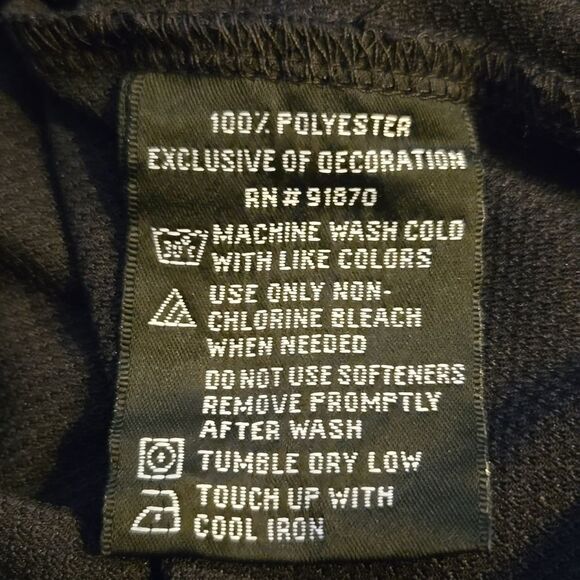 100% POLYESTER
EXCLUSIVE OF DECORATION
RN # 91870
30°C
MACHINE WASH COLD
WITH LIKE COLORS
USE ONLY NON-
CHLORINE BLEACH
WHEN NEEDED
DO NOT USE SOFTENERS
REMOVE PROMPTLY
AFTER WASH
TUMBLE DRY LOW
TOUCH UP WITH
COOL IRON